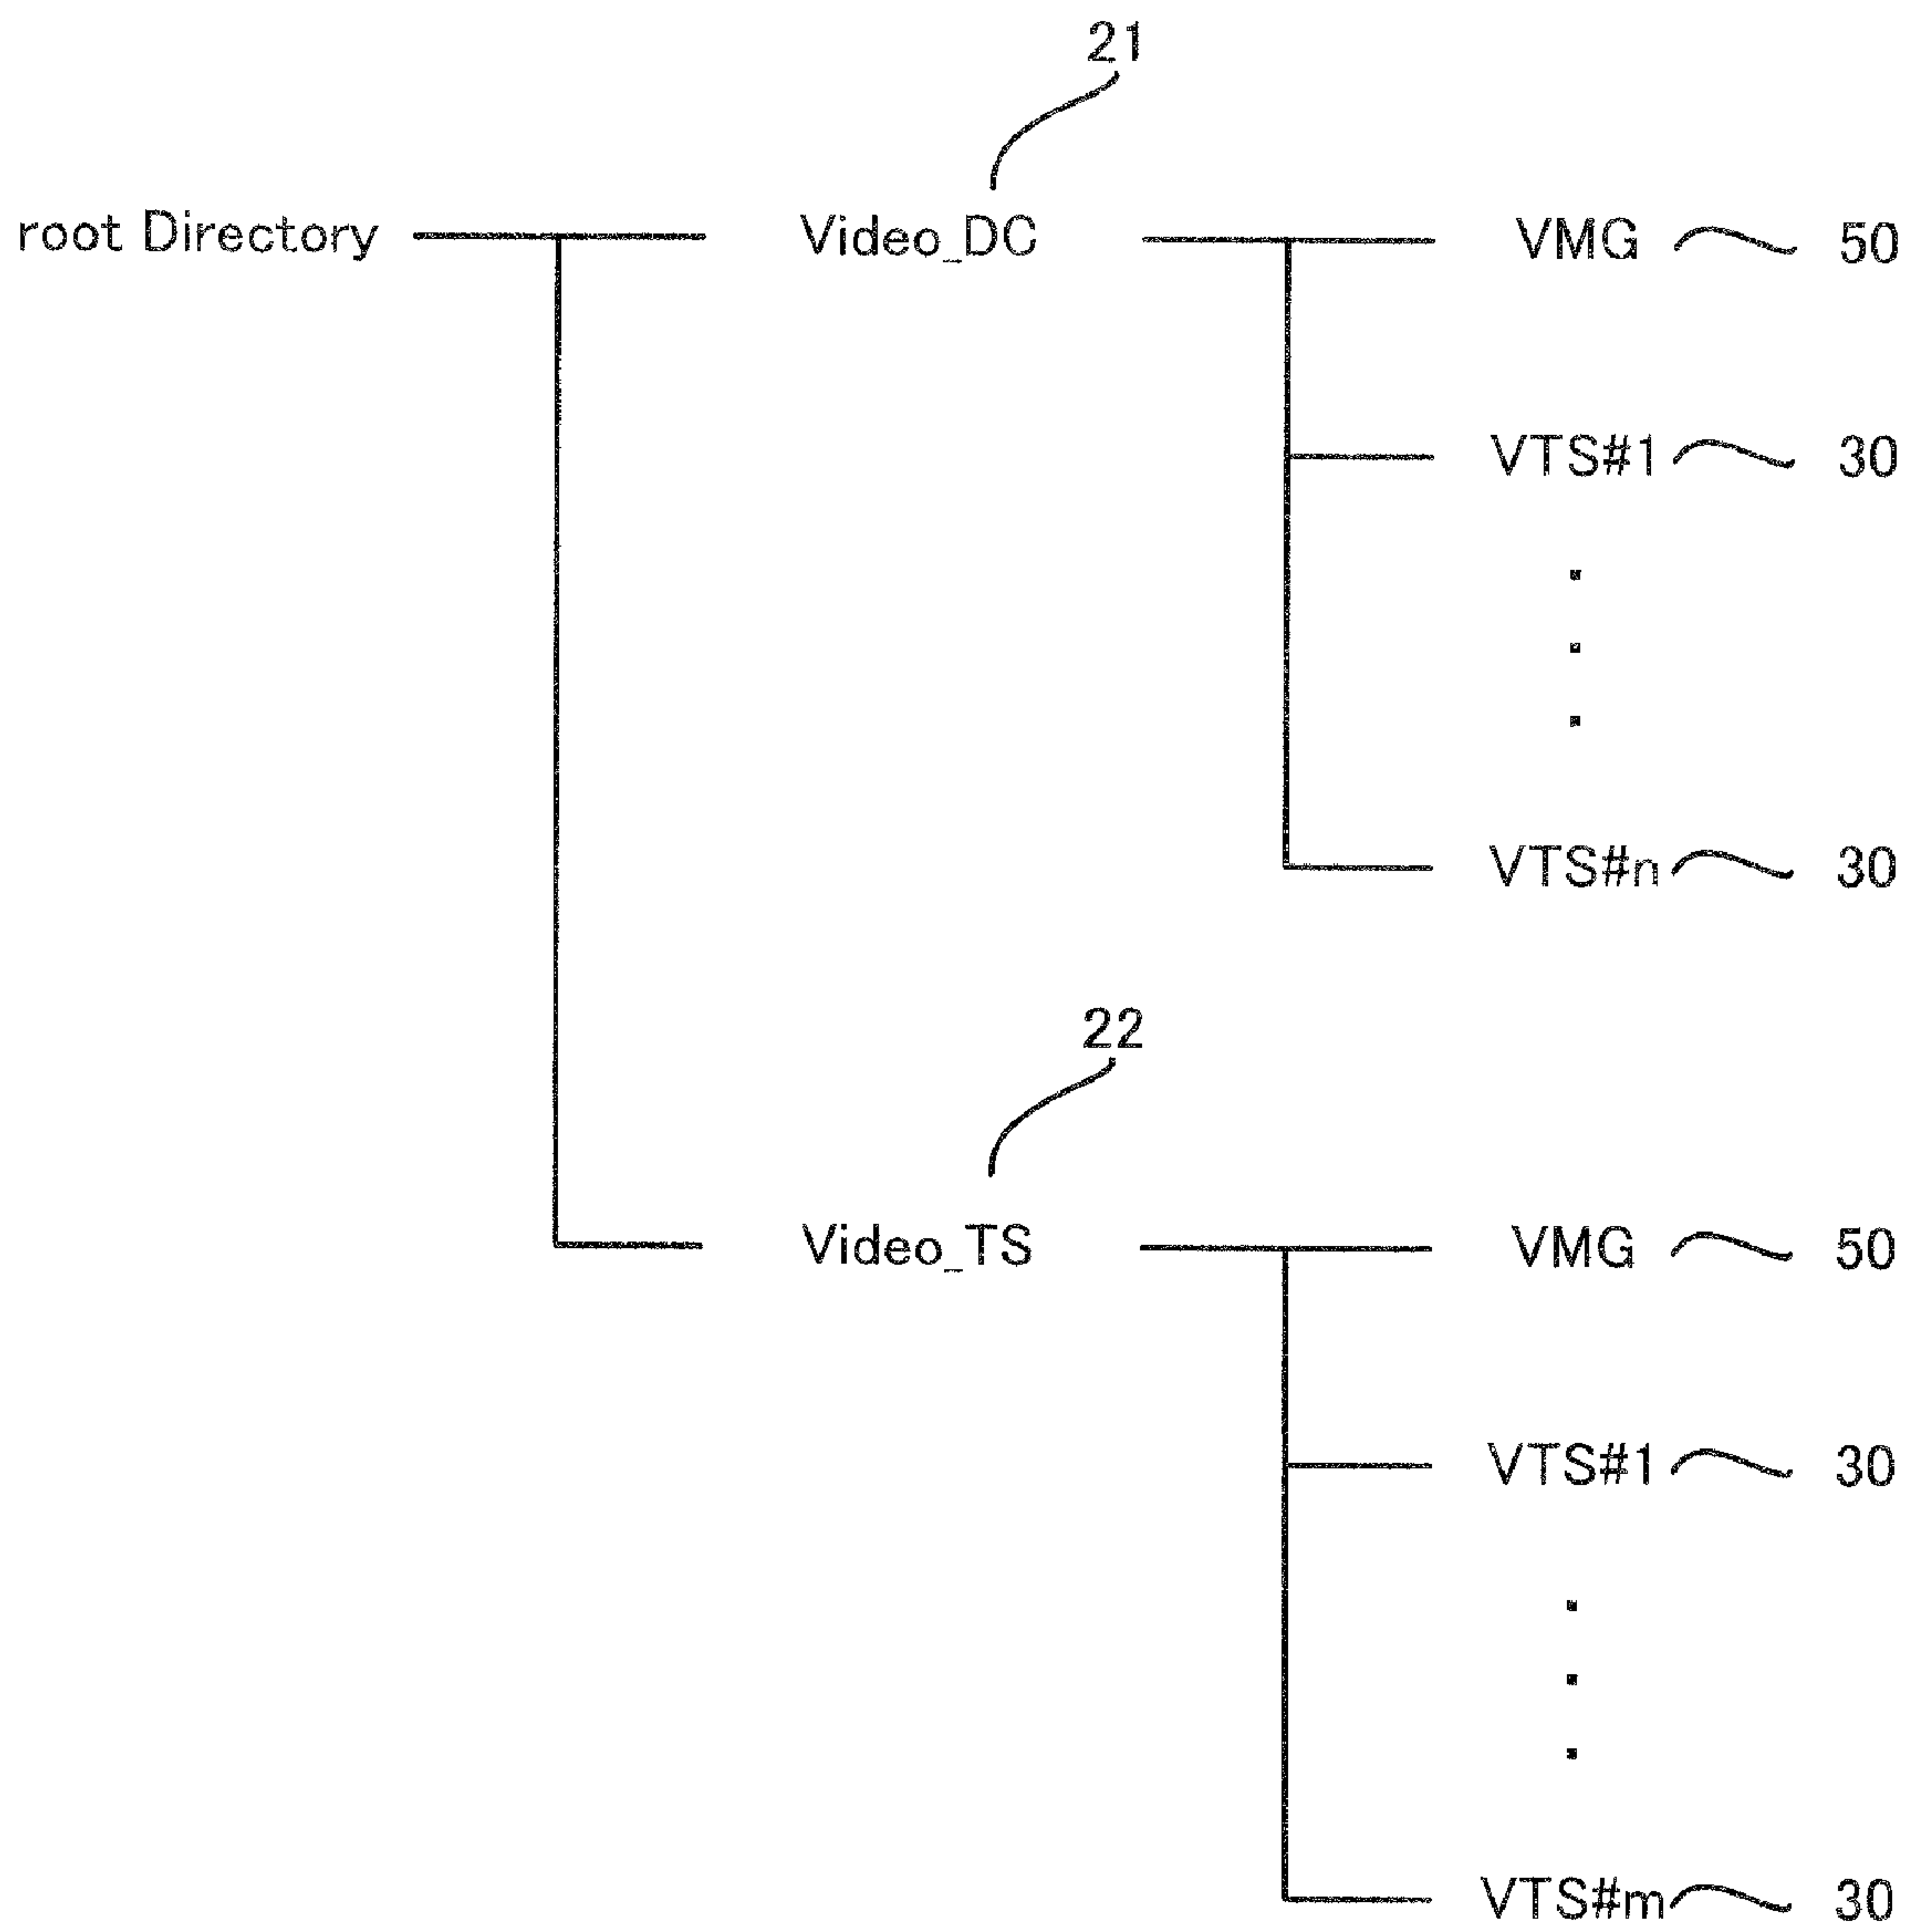 21
root Directory Video_DC VMG 50
VTS#1 30
VTS#n 30
22
Video_TS VMG 50
VTS#1 30
VTS#m 30